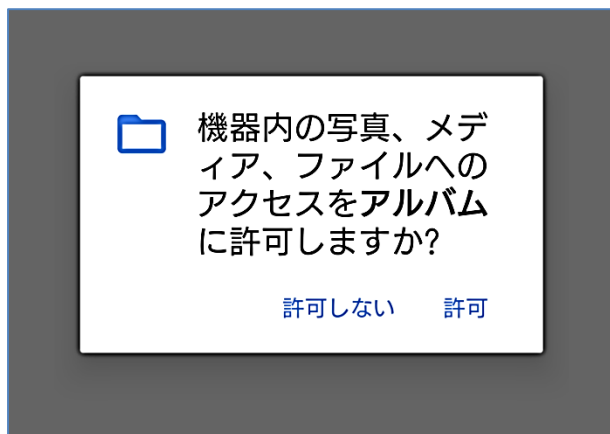 機器内の写真、メデ
ィア、ファイルへの
アクセスをアルバム
に許可しますか?
許可しない 許可